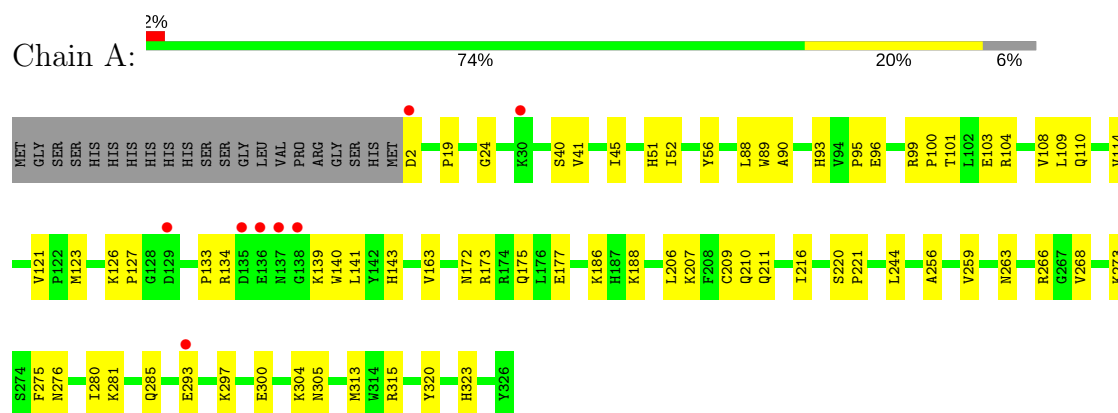 2%
Chain A:
74% 20% 6%
MET GLY SER SER HIS HIS HIS HIS HIS HIS SER SER GLY LEU VAL PRO ARG GLY SER HIS MET D2 P19 G24 K30 S40 V41 I45 H51 I52 Y56 L88 W89 A90 H93 V94 P95 E96 R99 P100 T101 L102 E103 R104 V108 L109 Q110
V121 P122 M123 K126 P127 G128 D129 P133 R134 D135 E136 N137 G138 K139 W140 L141 Y142 H143 V163 N172 R173 R174 Q175 L176 E177 K186 H187 K188 L206 K207 F208 C209 Q210 Q211 I216 S220 P221 L244 A256 V259 N263 R266 G267 V268 K273
S274 F275 N276 I280 K281 Q285 E293 K297 E300 K304 N305 M313 W314 R315 Y320 H323 Y326